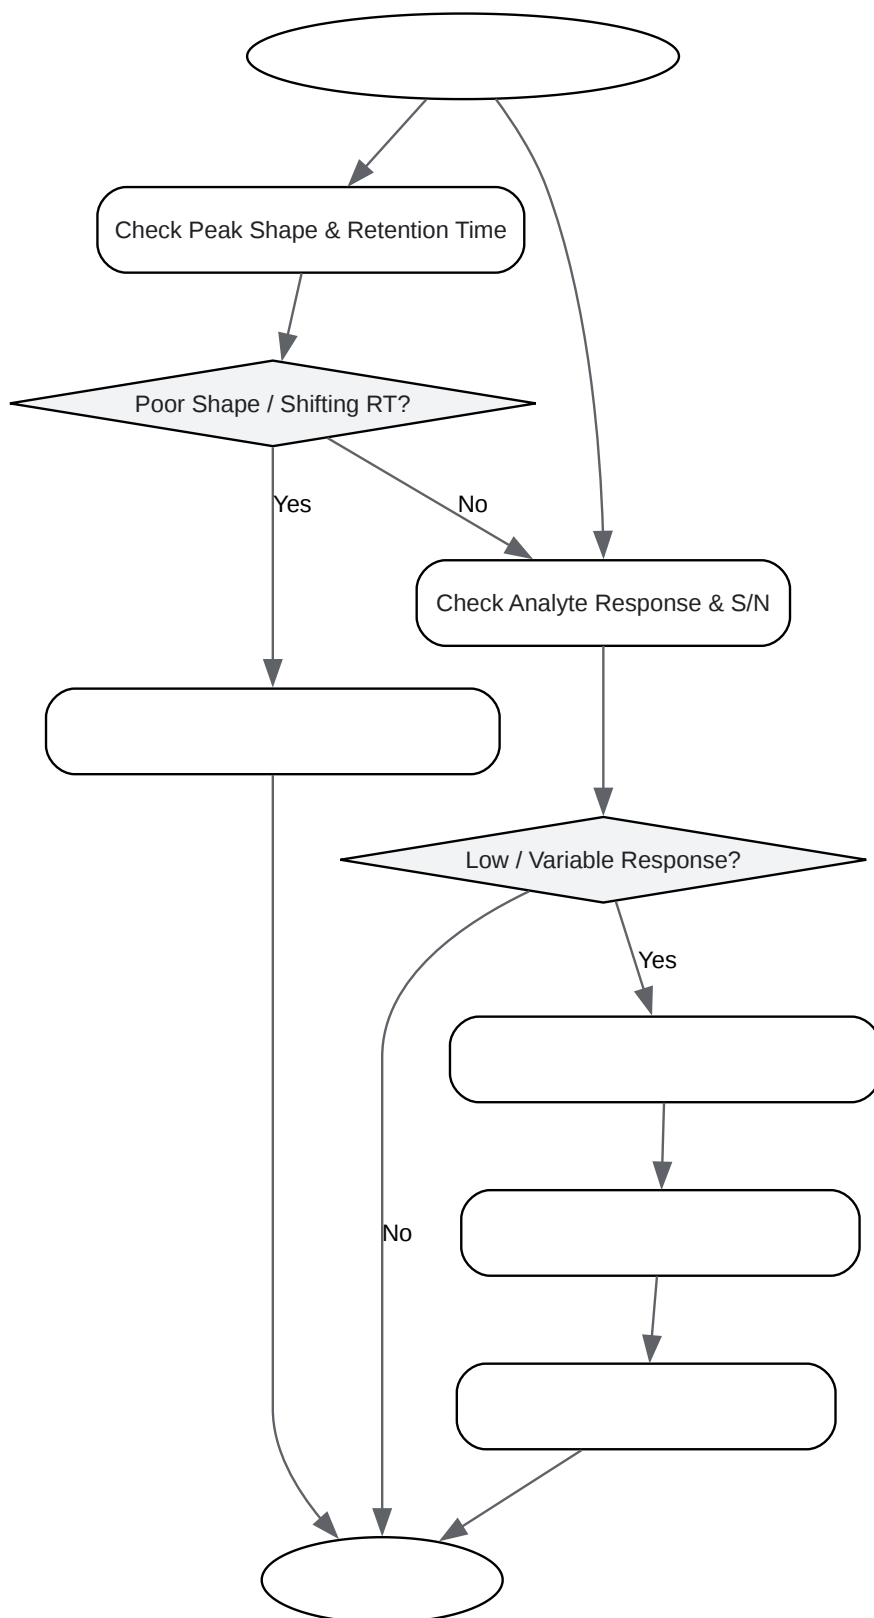 Check Peak Shape & Retention Time
Poor Shape / Shifting RT?
Yes
No
Check Analyte Response & S/N
Low / Variable Response?
Yes
No